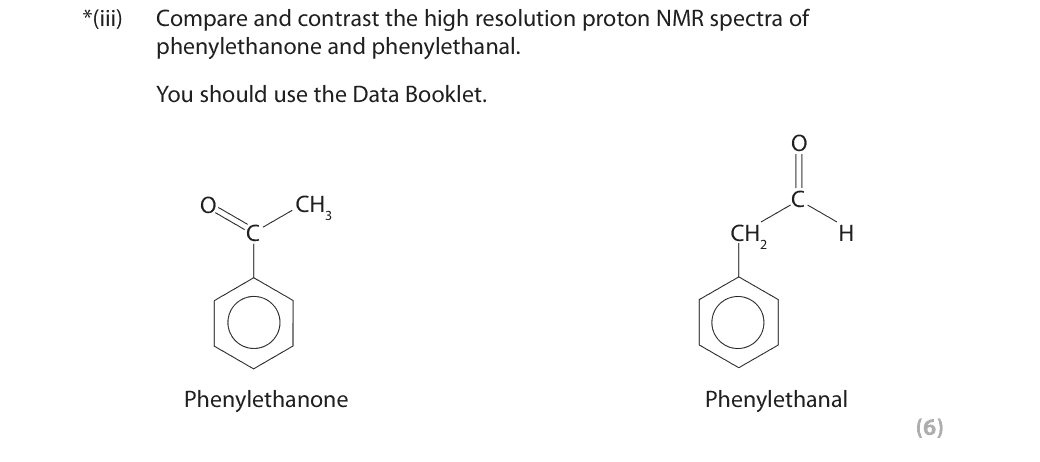 *(iii) Compare and contrast the high resolution proton NMR spectra of
phenylethanone and phenylethanal.
You should use the Data Booklet.
O
CH₃
C
O
C
CH₂
H
Phenylethanone
Phenylethanal
(6)